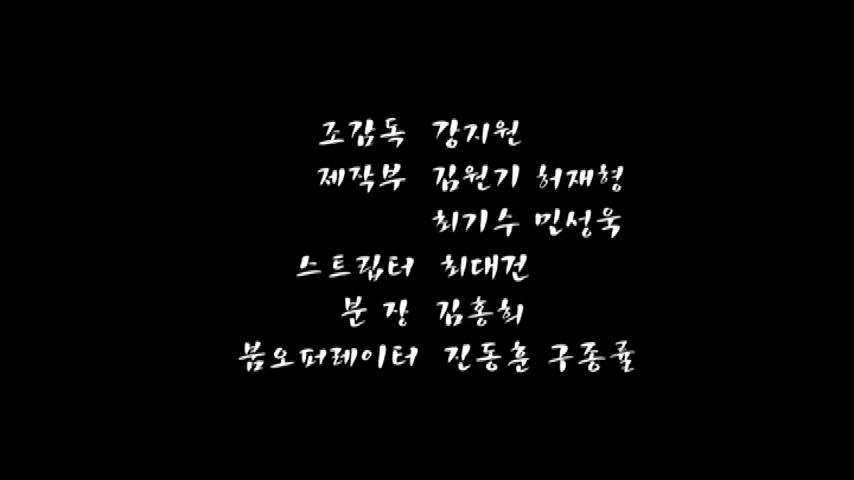 조감독 강지원
제작부 김원기 허재형
최기수 민성욱
스트립터 최대건
분 장 김홍희
붐오퍼레이터 진동훈 구종률